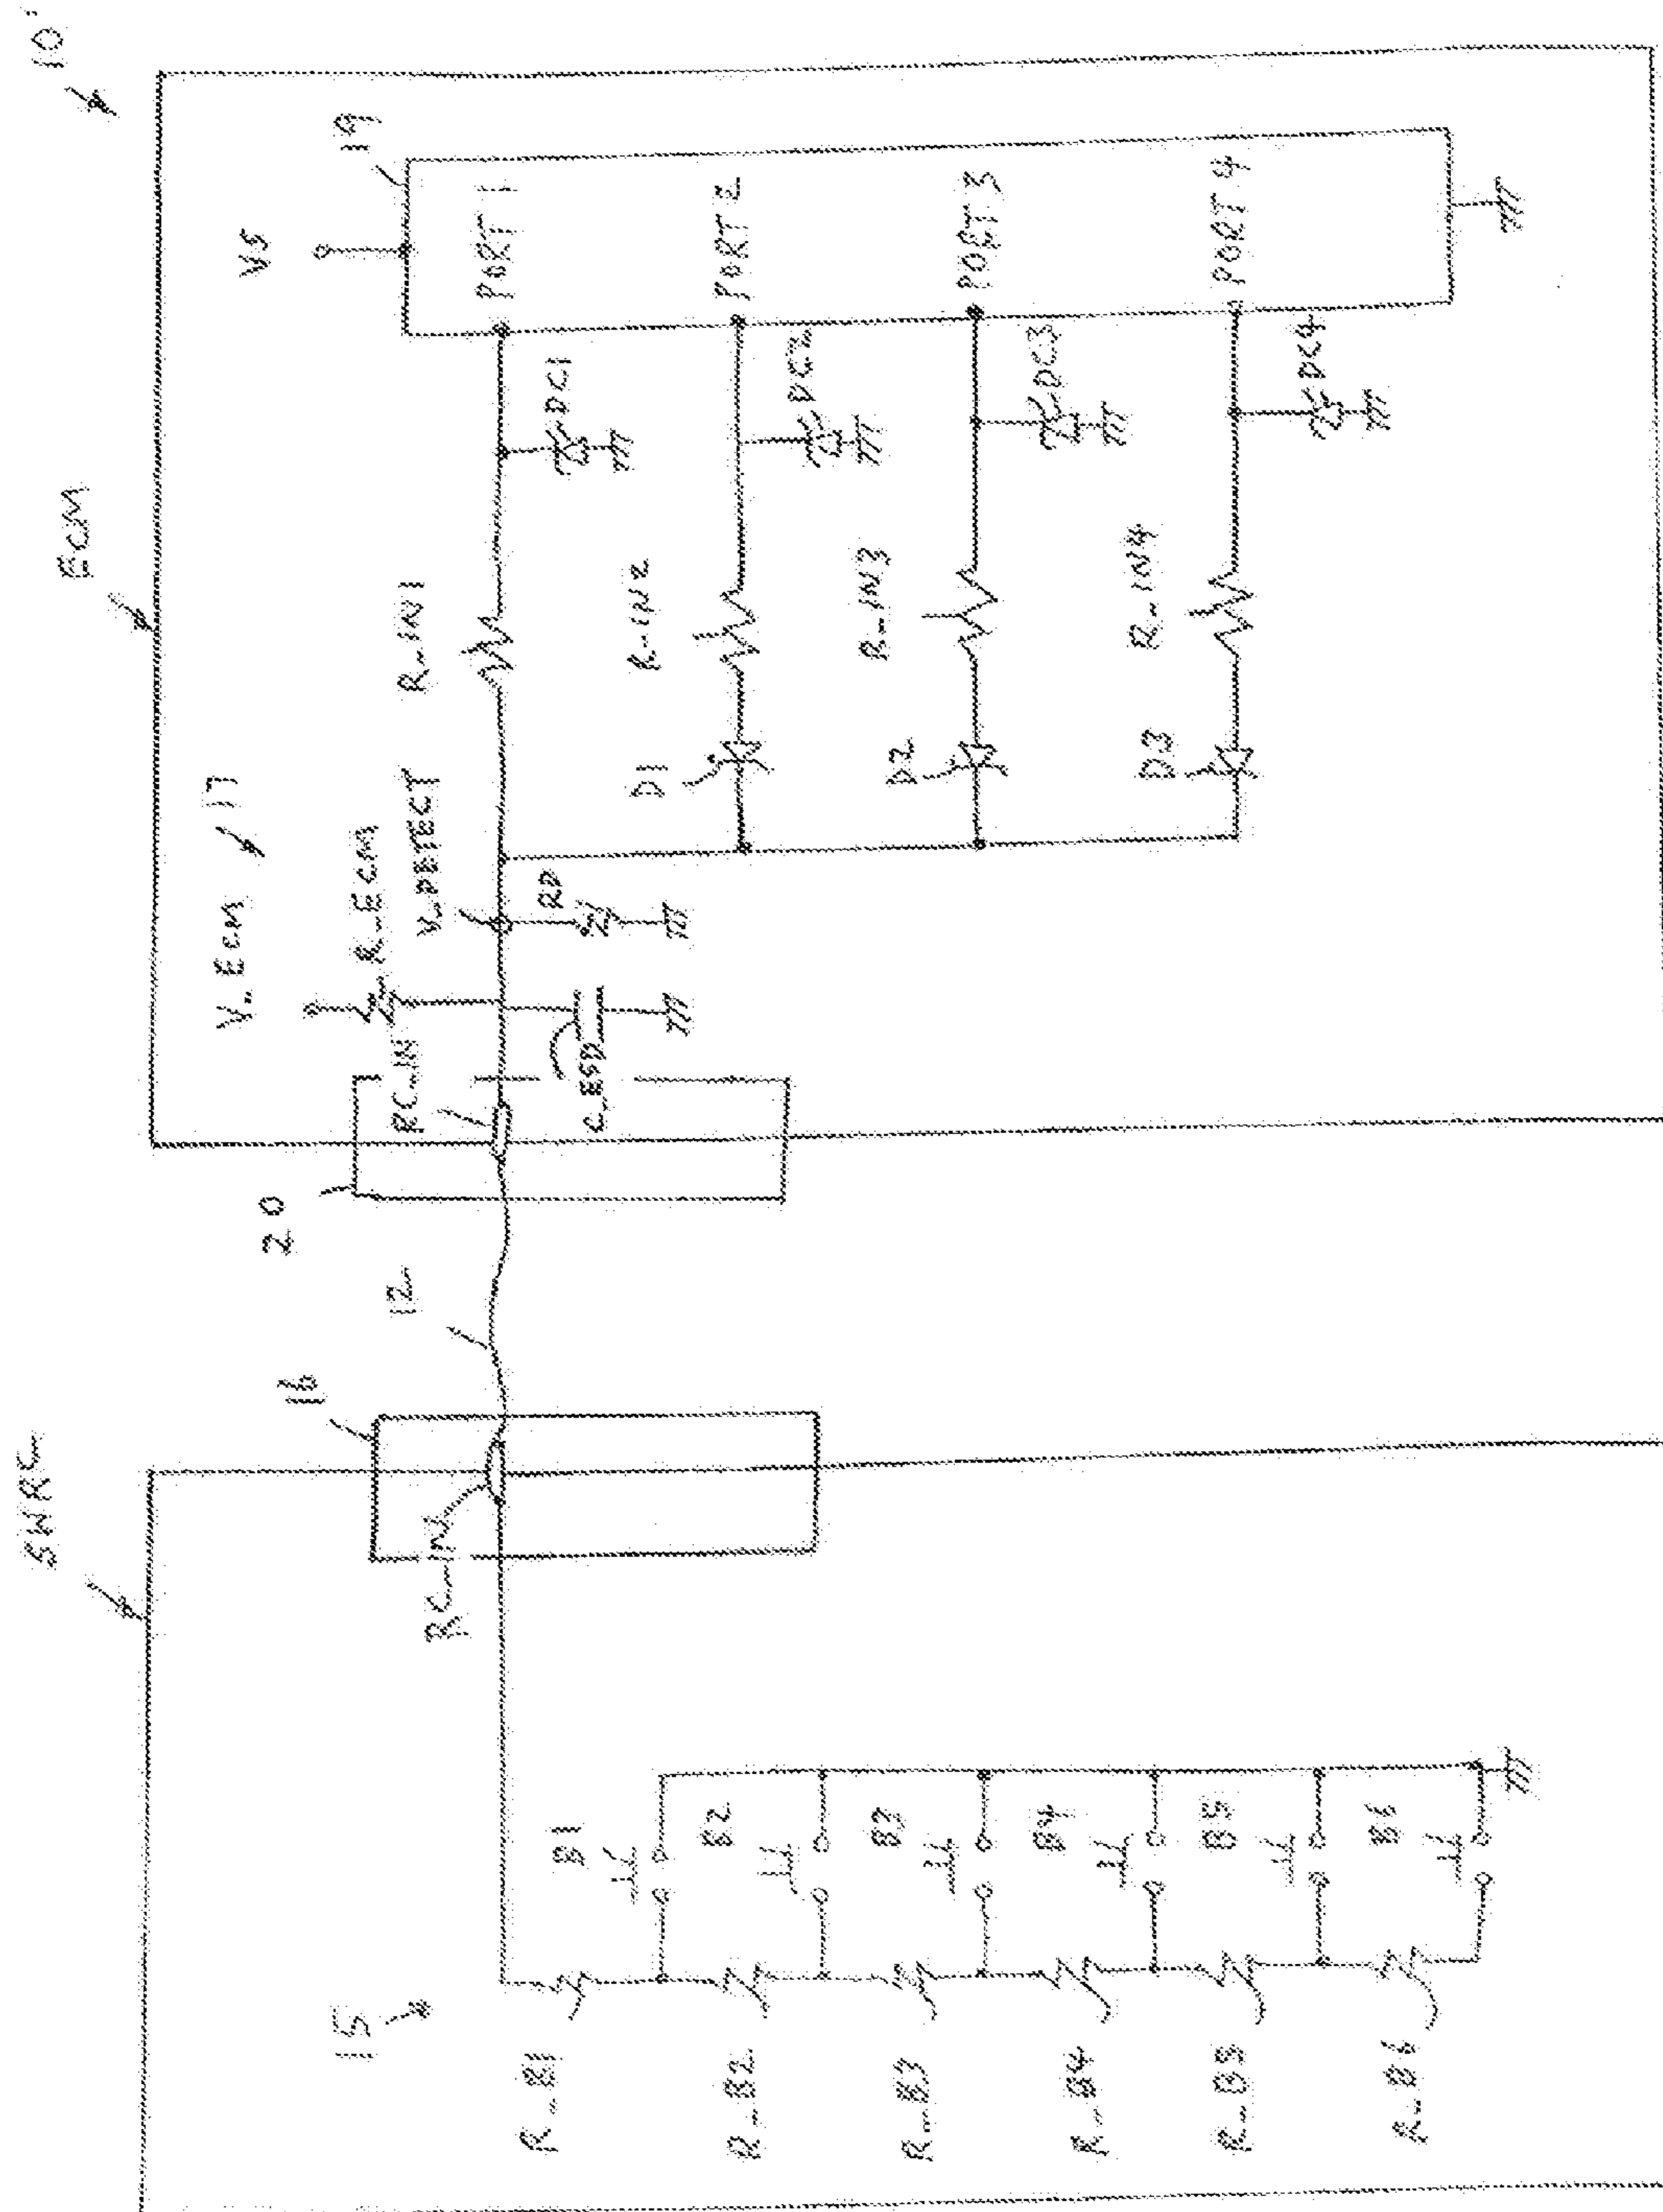 10'
ECM
SWRC
V_ECM
17
V5
19
R_ECM
V_DETECT
RD
C_ESD
RC_IN
20
12
16
RC_IN
R_IN1
DC1
PORT 1
D1
R_IN2
DC2
PORT 2
D2
R_IN3
DC3
PORT 3
D3
R_IN4
DC4
PORT 4
15
R_B1
B1
R_B2
B2
R_B3
B3
R_B4
B4
R_B5
B5
R_B6
B6